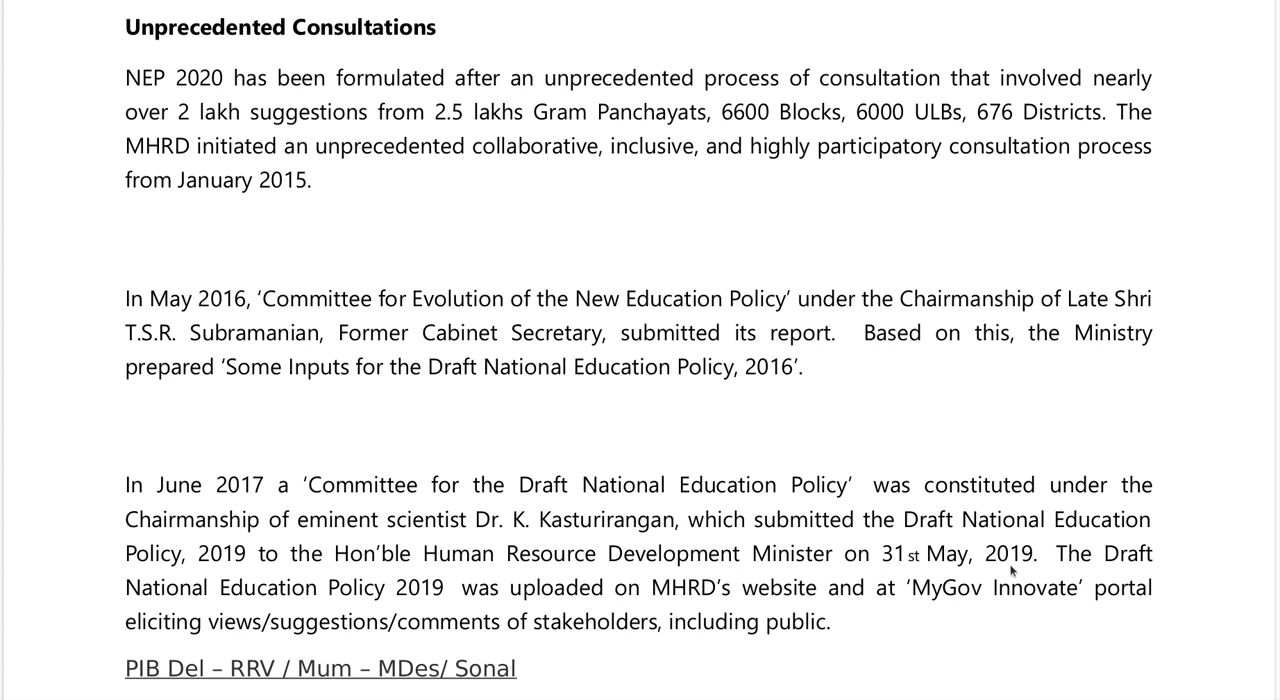 Unprecedented Consultations
NEP 2020 has been formulated after an unprecedented process of consultation that involved nearly
over 2 lakh suggestions from 2.5 lakhs Gram Panchayats, 6600 Blocks, 6000 ULBs, 676 Districts. The
MHRD initiated an unprecedented collaborative, inclusive, and highly participatory consultation process
from January 2015.
In May 2016, ‘Committee for Evolution of the New Education Policy’ under the Chairmanship of Late Shri
T.S.R. Subramanian, Former Cabinet Secretary, submitted its report.  Based on this, the Ministry
prepared ‘Some Inputs for the Draft National Education Policy, 2016’.
In June 2017 a ‘Committee for the Draft National Education Policy’  was constituted under the
Chairmanship of eminent scientist Dr. K. Kasturirangan, which submitted the Draft National Education
Policy, 2019 to the Hon’ble Human Resource Development Minister on 31st May, 2019.  The Draft
National Education Policy 2019  was uploaded on MHRD’s website and at ‘MyGov Innovate’ portal
eliciting views/suggestions/comments of stakeholders, including public.
PIB Del – RRV / Mum – MDes/ Sonal